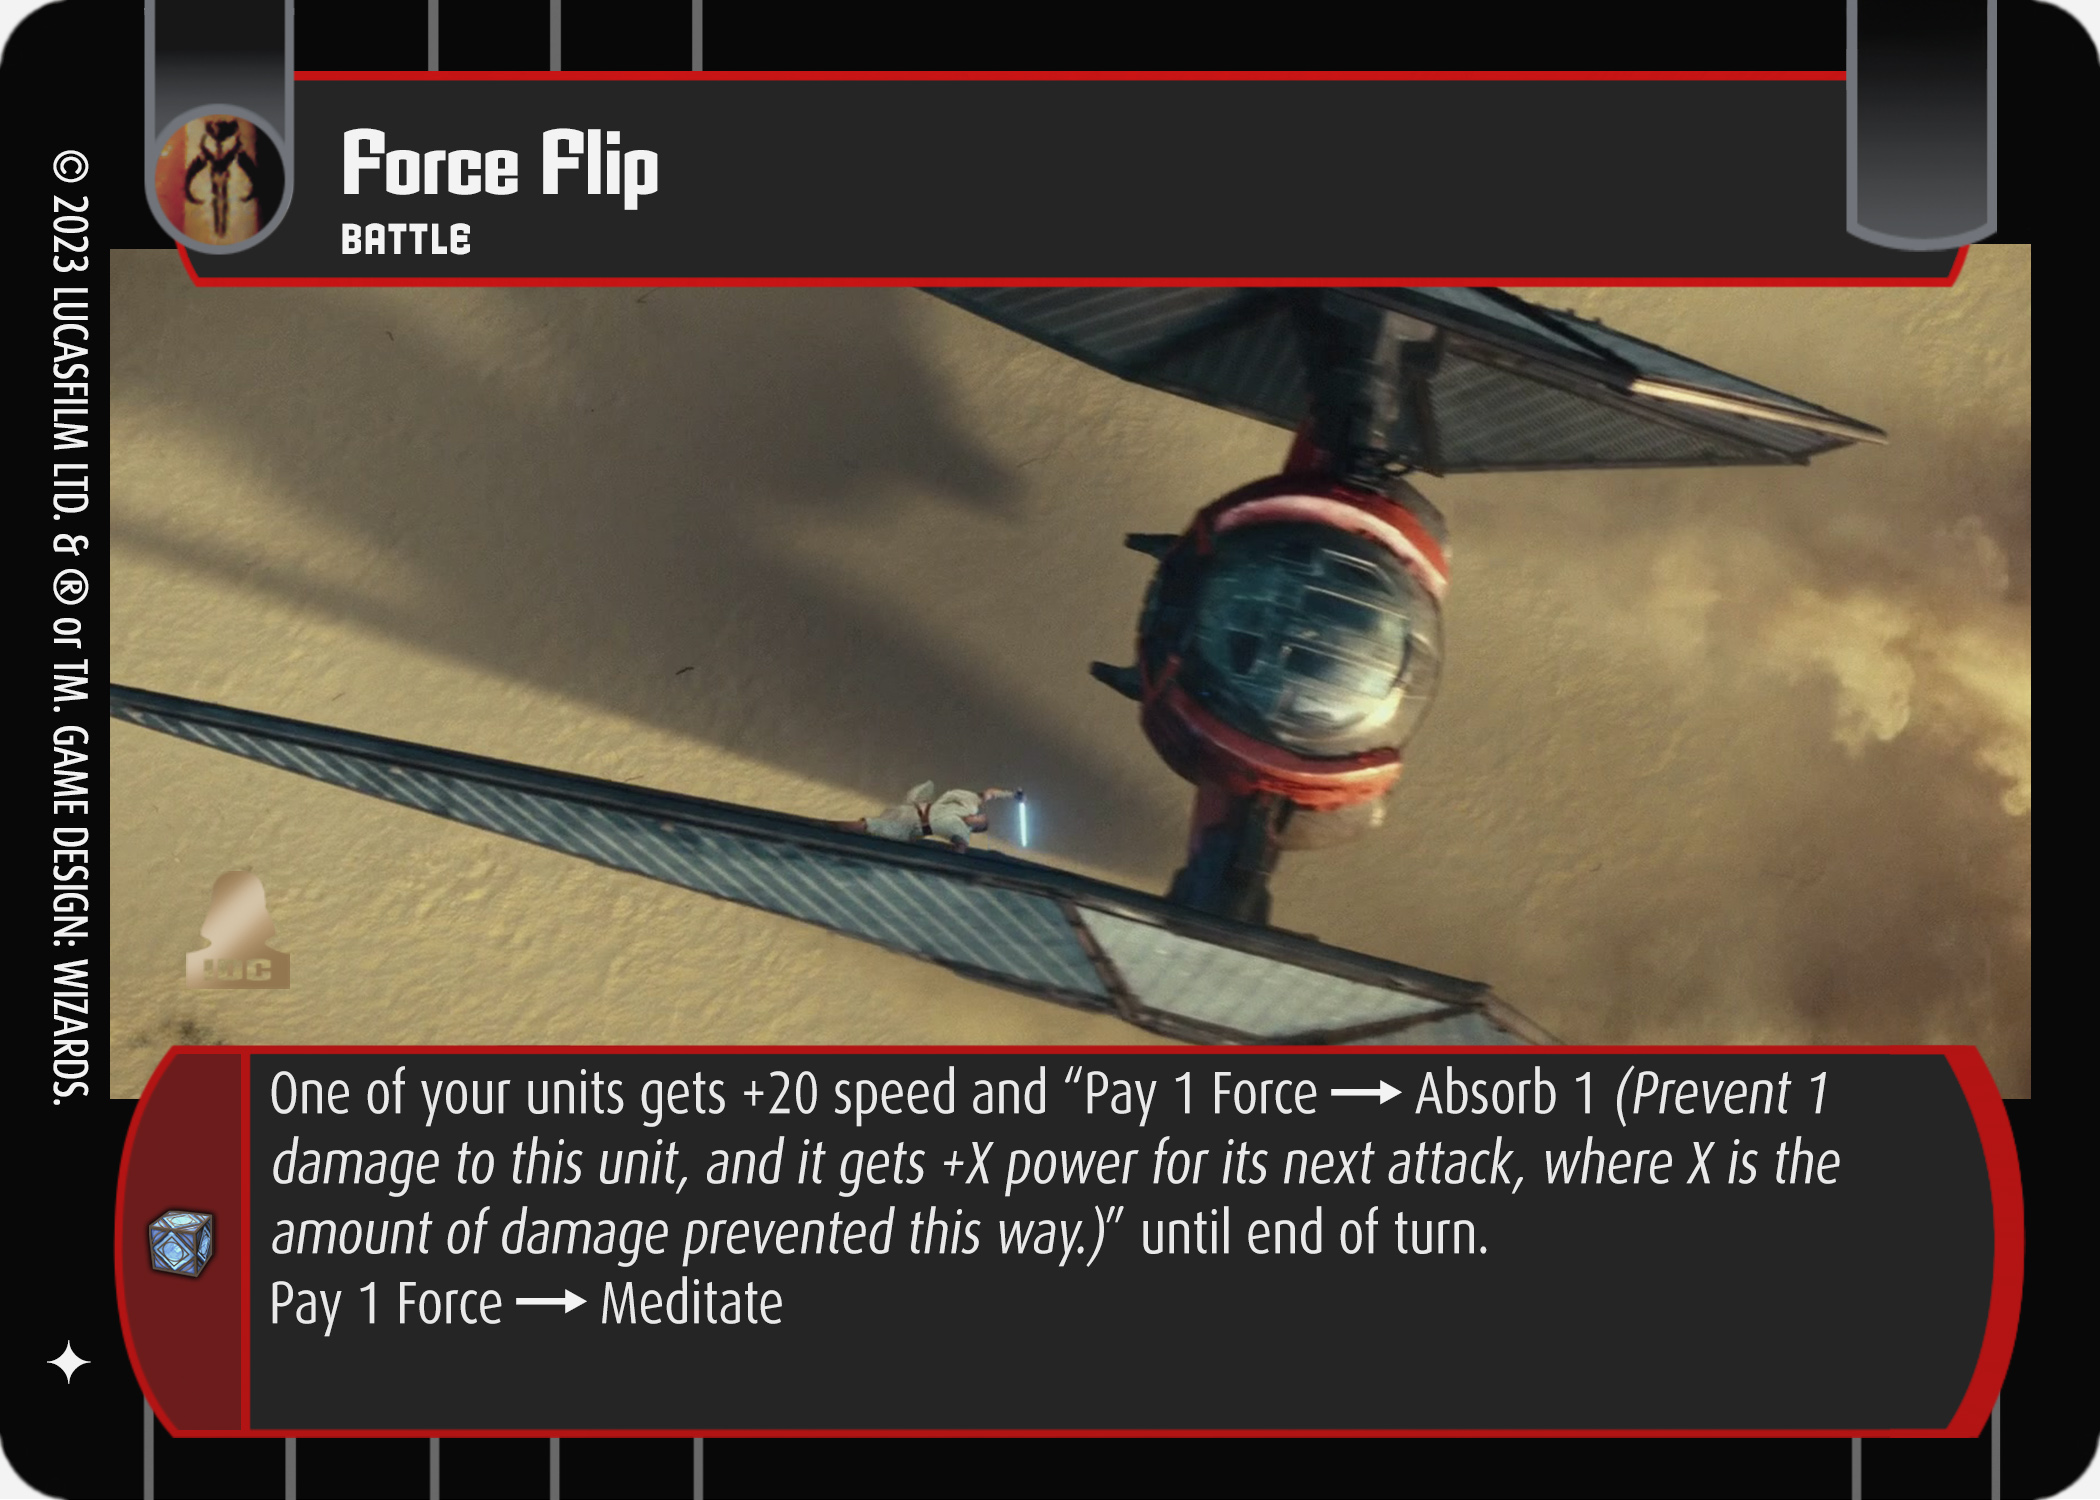 Force Flip
BATTLE
One of your units gets +20 speed and “Pay 1 Force → Absorb 1 (Prevent 1
damage to this unit, and it gets +X power for its next attack, where X is the
amount of damage prevented this way.)” until end of turn.
Pay 1 Force → Meditate
© 2023 LUCASFILM LTD. & ® or TM. GAME DESIGN: WIZARDS.